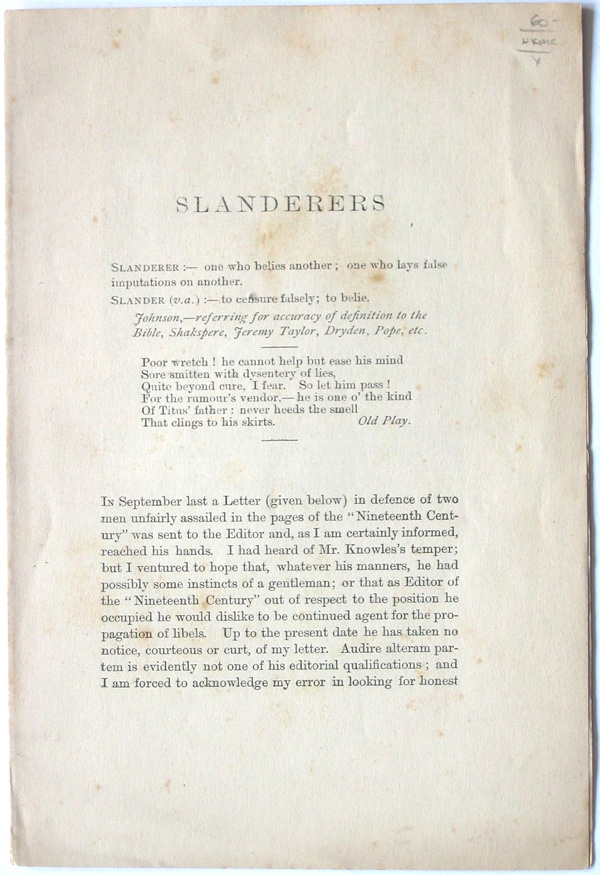 60-
SLANDERERS
SLANDERER :— one who belies another ; one who lays false
imputations on another.
SLANDER (v.a.) :— to censure falsely; to belie.
Johnson,—referring for accuracy of definition to the
Bible, Shakspere, Jeremy Taylor, Dryden, Pope, etc.
Poor wretch ! he cannot help but ease his mind
Sore smitten with dysentery of lies,
Quite beyond cure, I fear. So let him pass !
For the rumour's vendor,— he is one o' the kind
Of Titus' father : never heeds the smell
That clings to his skirts. Old Play.
IN September last a Letter (given below) in defence of two
men unfairly assailed in the pages of the "Nineteenth Cent-
ury" was sent to the Editor and, as I am certainly informed,
reached his hands. I had heard of Mr. Knowles's temper;
but I ventured to hope that, whatever his manners, he had
possibly some instincts of a gentleman; or that as Editor of
the "Nineteenth Century" out of respect to the position he
occupied he would dislike to be continued agent for the pro-
pagation of libels. Up to the present date he has taken no
notice, courteous or curt, of my letter. Audire alteram par-
tem is evidently not one of his editorial qualifications ; and
I am forced to acknowledge my error in looking for honest